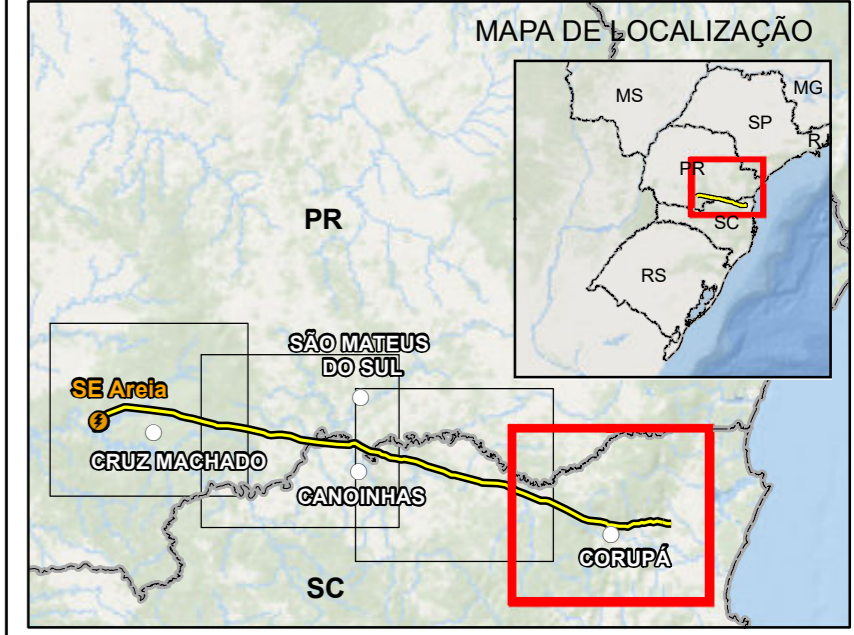 MAPA DE LOCALIZAÇÃO
MS
MG
SP
RJ
PR
SC
RS
PR
SÃO MATEUS
DO SUL
SE Areia
CRUZ MACHADO
CANOINHAS
CORUPÁ
SC